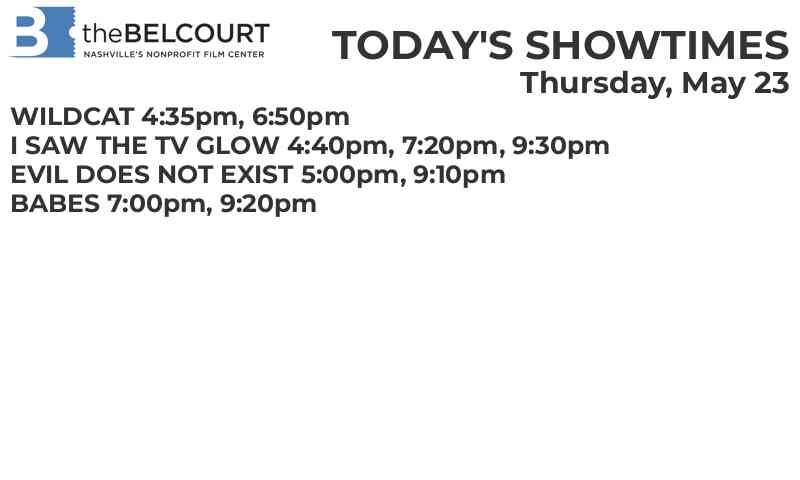 B theBELCOURT
NASHVILLE'S NONPROFIT FILM CENTER
TODAY'S SHOWTIMES
Thursday, May 23
WILDCAT 4:35pm, 6:50pm
I SAW THE TV GLOW 4:40pm, 7:20pm, 9:30pm
EVIL DOES NOT EXIST 5:00pm, 9:10pm
BABES 7:00pm, 9:20pm